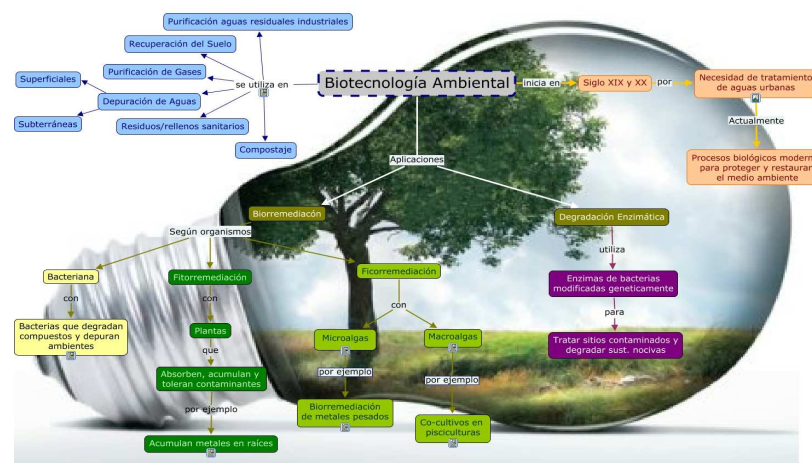 Purificación aguas residuales industriales
Recuperación del Suelo
Purificación de Gases
Superficiales
se utiliza en
Depuración de Aguas
Subterráneas
Residuos/rellenos sanitarios
Compostaje
Biotecnología Ambiental
inicia en
Siglo XIX y XX
por
Necesidad de tratamiento
de aguas urbanas
Actualmente
Procesos biológicos modern
para proteger y restaurar
el medio ambiente
Aplicaciones
Biorremediacón
Degradación Enzimática
Según organismos
utiliza
Bacteriana
Fitorremediación
Ficorremediación
Enzimas de bacterias
modificadas geneticamente
con
con
con
para
Bacterias que degradan
compuestos y depuran
ambientes
Plantas
Microalgas
Macroalgas
Tratar sitios contaminados y
degradar sust. nocivas
que
Absorben, acumulan y
toleran contaminantes
por ejemplo
por ejemplo
por ejemplo
Biorremediación
de metales pesados
Co-cultivos en
pisciculturas
Acumulan metales en raíces